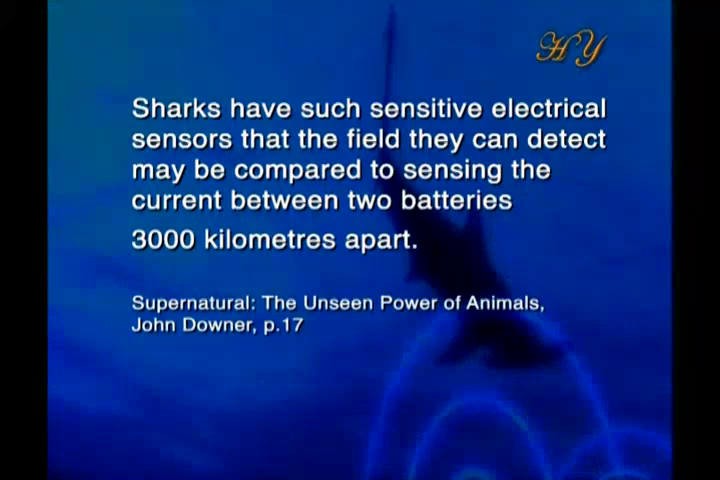 HY
Sharks have such sensitive electrical
sensors that the field they can detect
may be compared to sensing the
current between two batteries
3000 kilometres apart.
Supernatural: The Unseen Power of Animals,
John Downer, p.17